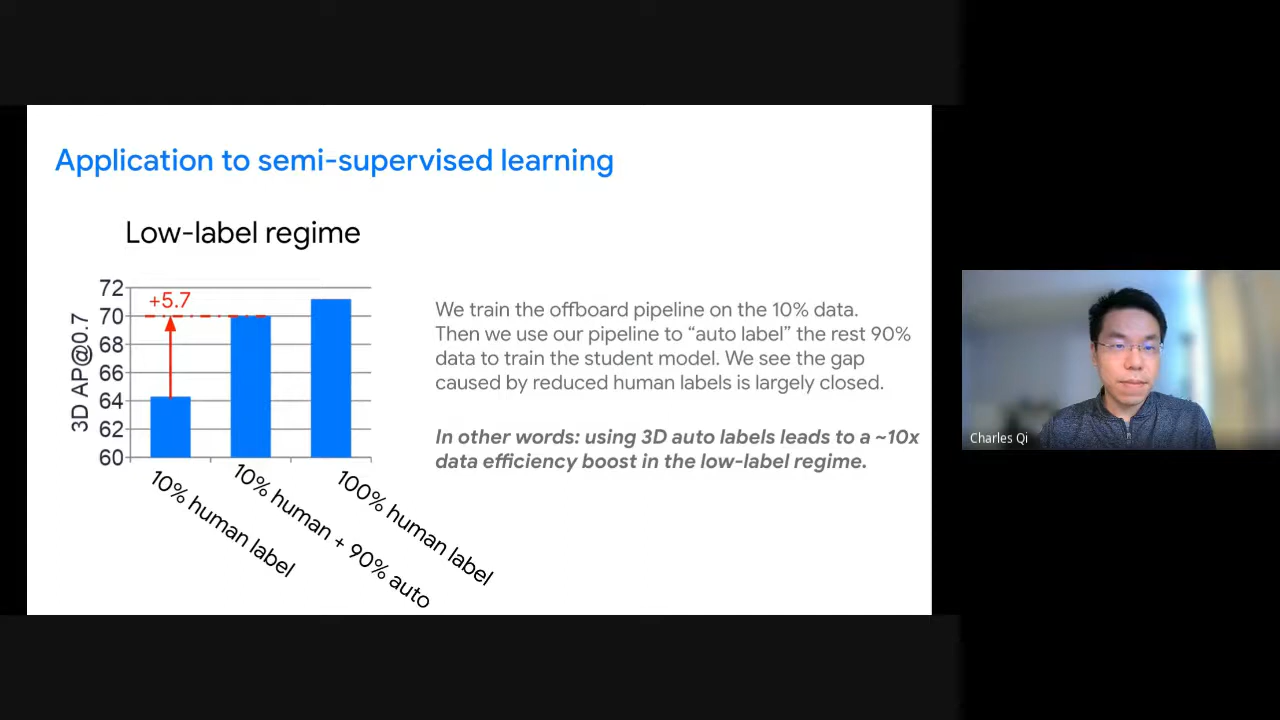 Application to semi-supervised learning
Low-label regime
72
70
68
66
64
62
60
3D AP@0.7
+5.7
10% human label
10% human + 90% auto
100% human label
We train the offboard pipeline on the 10% data.
Then we use our pipeline to “auto label” the rest 90%
data to train the student model. We see the gap
caused by reduced human labels is largely closed.
In other words: using 3D auto labels leads to a ~10x
data efficiency boost in the low-label regime.
Charles Qi